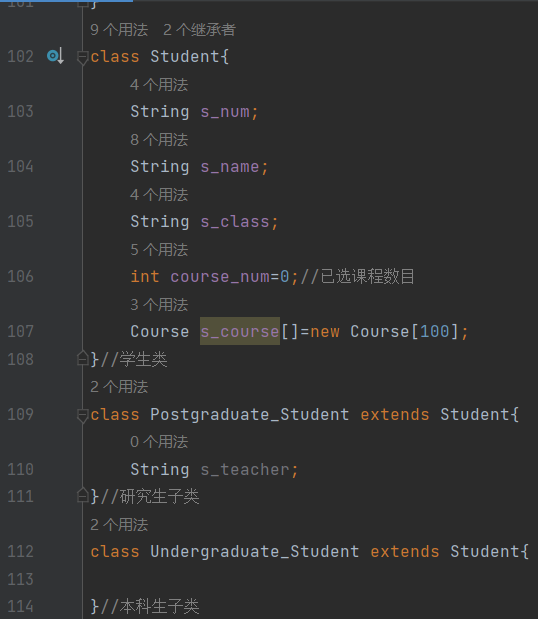 }
9 个用法 2 个继承者
102 class Student{
4 个用法
103 String s_num;
8 个用法
104 String s_name;
4 个用法
105 String s_class;
5 个用法
106 int course_num=0;//已选课程数目
3 个用法
107 Course s_course[]=new Course[100];
108 }//学生类
2 个用法
109 class Postgraduate_Student extends Student{
0 个用法
110 String s_teacher;
111 }//研究生子类
2 个用法
112 class Undergraduate_Student extends Student{
113
114 }//本科生子类